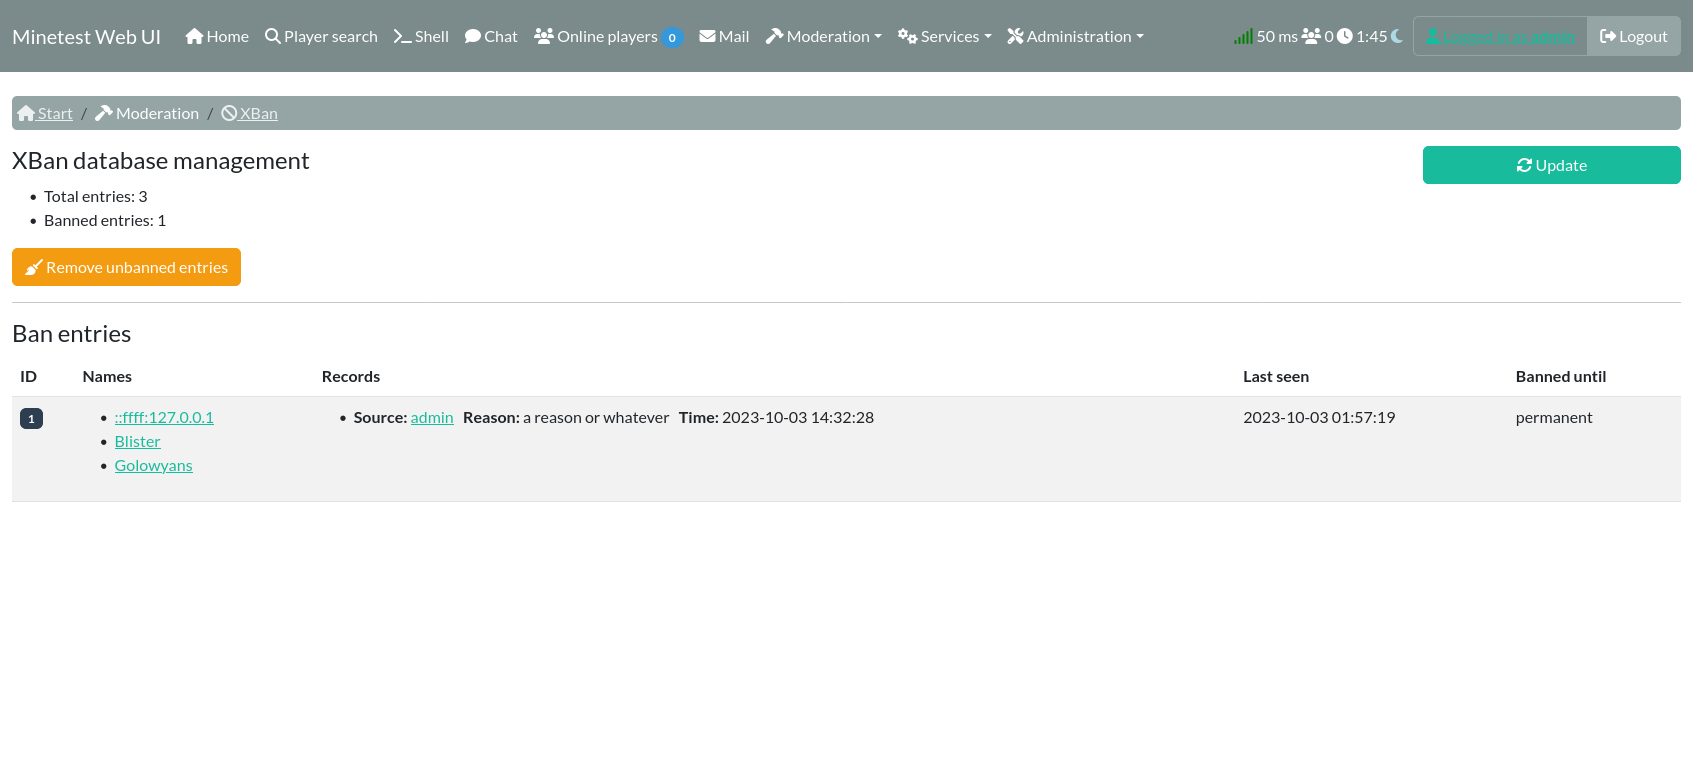 Minetest Web UI Home Player search Shell Chat Online players 0 Mail Moderation Services Administration 50 ms 0 1:45 Logged in as admin Logout
Start / Moderation / XBan
XBan database management
Update
• Total entries: 3
• Banned entries: 1
Remove unbanned entries
Ban entries
ID Names Records Last seen Banned until
1 • ::ffff:127.0.0.1 • Source: admin Reason: a reason or whatever Time: 2023-10-03 14:32:28 2023-10-03 01:57:19 permanent
• Blister
• Golowyans